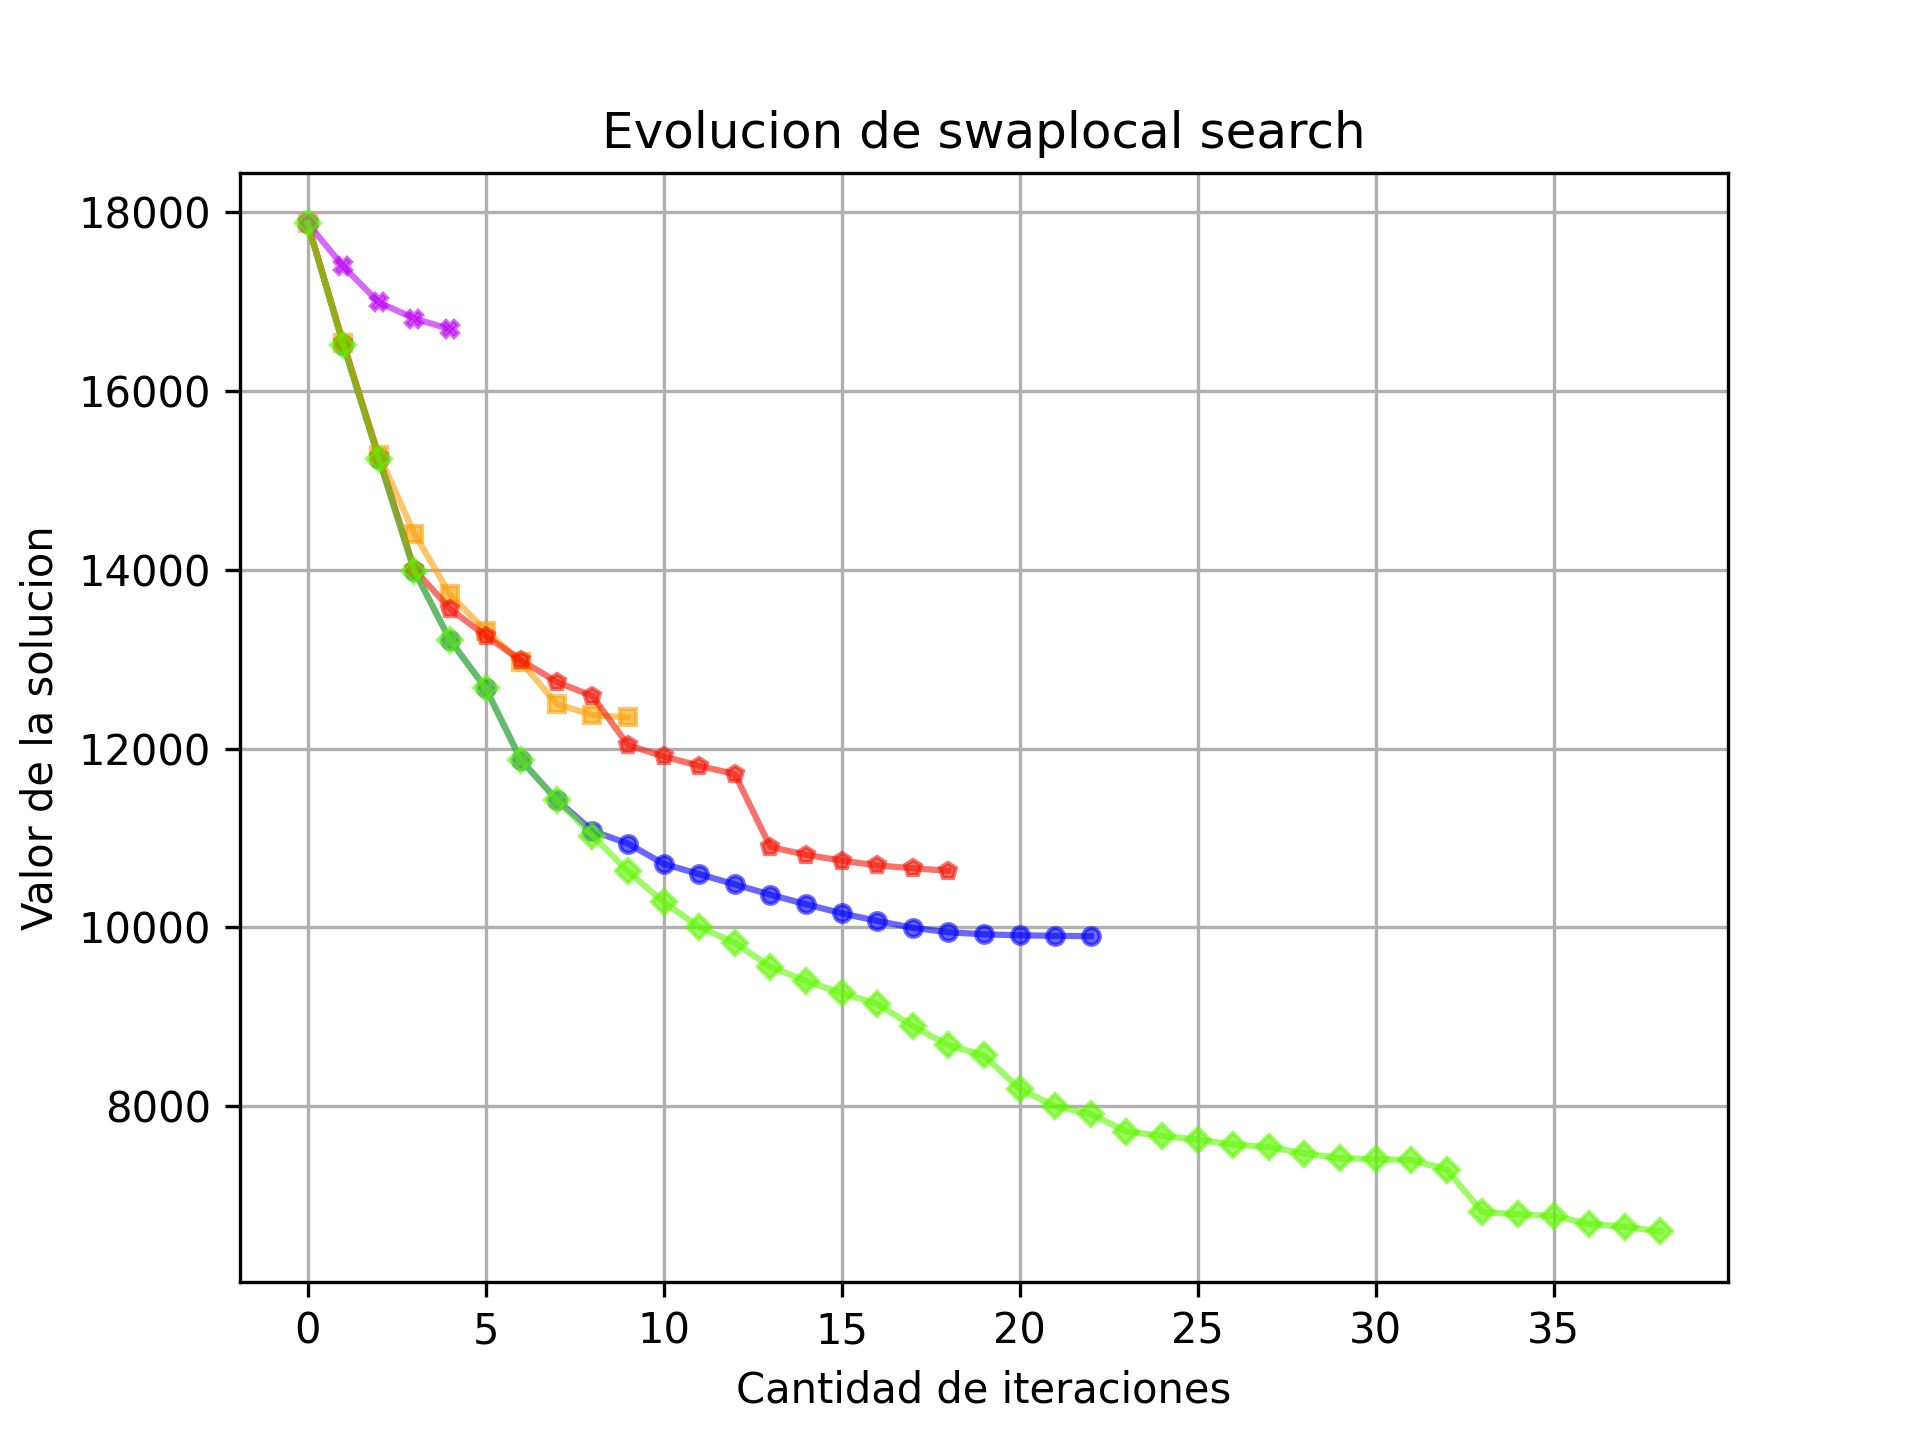 Evolucion de swaplocal search
18000
16000
14000
12000
10000
8000
Valor de la solucion
0 5 10 15 20 25 30 35
Cantidad de iteraciones